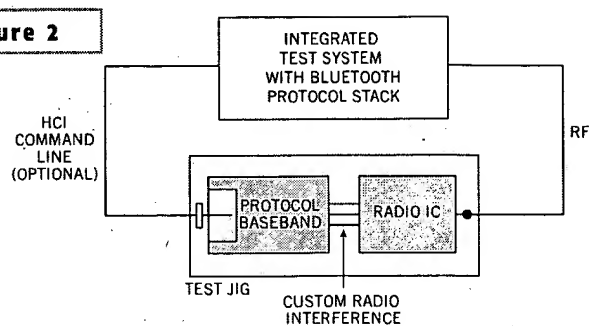 ure 2
INTEGRATED
TEST SYSTEM
WITH BLUETOOTH
PROTOCOL STACK
HCI
COMMAND
LINE
(OPTIONAL)
RF
PROTOCOL
BASEBAND
RADIO IC
TEST JIG
CUSTOM RADIO
INTERFERENCE